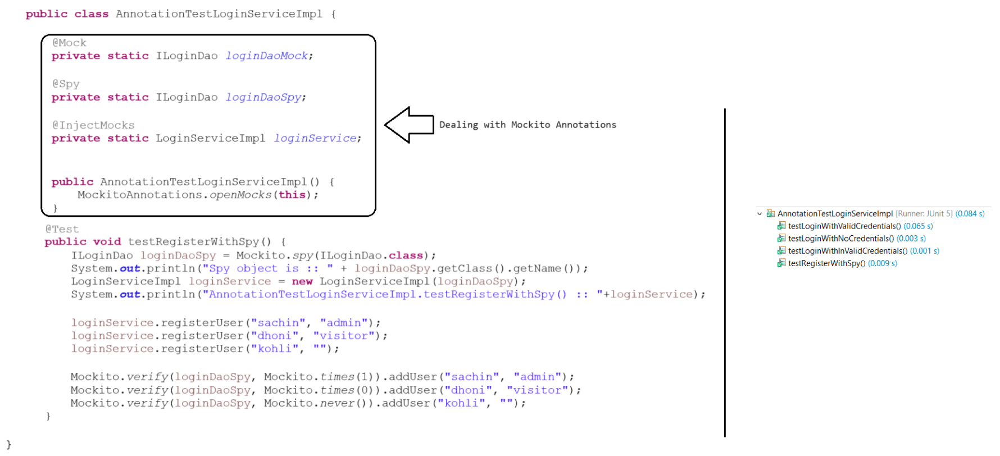 public class AnnotationTestLoginServiceImpl {
@Mock
private static ILoginDao loginDaoMock;
@Spy
private static ILoginDao loginDaoSpy;
@InjectMocks
private static LoginServiceImpl loginService;
Dealing with Mockito Annotations
public AnnotationTestLoginServiceImpl() {
MockitoAnnotations.openMocks(this);
}
@Test
public void testRegisterWithSpy() {
ILoginDao loginDaoSpy = Mockito.spy(ILoginDao.class);
System.out.println("Spy object is :: " + loginDaoSpy.getClass().getName());
LoginServiceImpl loginService = new LoginServiceImpl(loginDaoSpy);
System.out.println("AnnotationTestLoginServiceImpl.testRegisterWithSpy() :: "+loginService);
loginService.registerUser("sachin", "admin");
loginService.registerUser("dhoni", "visitor");
loginService.registerUser("kohli", "");
Mockito.verify(loginDaoSpy, Mockito.times(1)).addUser("sachin", "admin");
Mockito.verify(loginDaoSpy, Mockito.times(0)).addUser("dhoni", "visitor");
Mockito.verify(loginDaoSpy, Mockito.never()).addUser("kohli", "");
}
}
AnnotationTestLoginServiceImpl [Runner: JUnit 5] (0.084 s)
testLoginWithValidCredentials() (0.065 s)
testLoginWithNoCredentials() (0.003 s)
testLoginWithInValidCredentials() (0.001 s)
testRegisterWithSpy() (0.009 s)